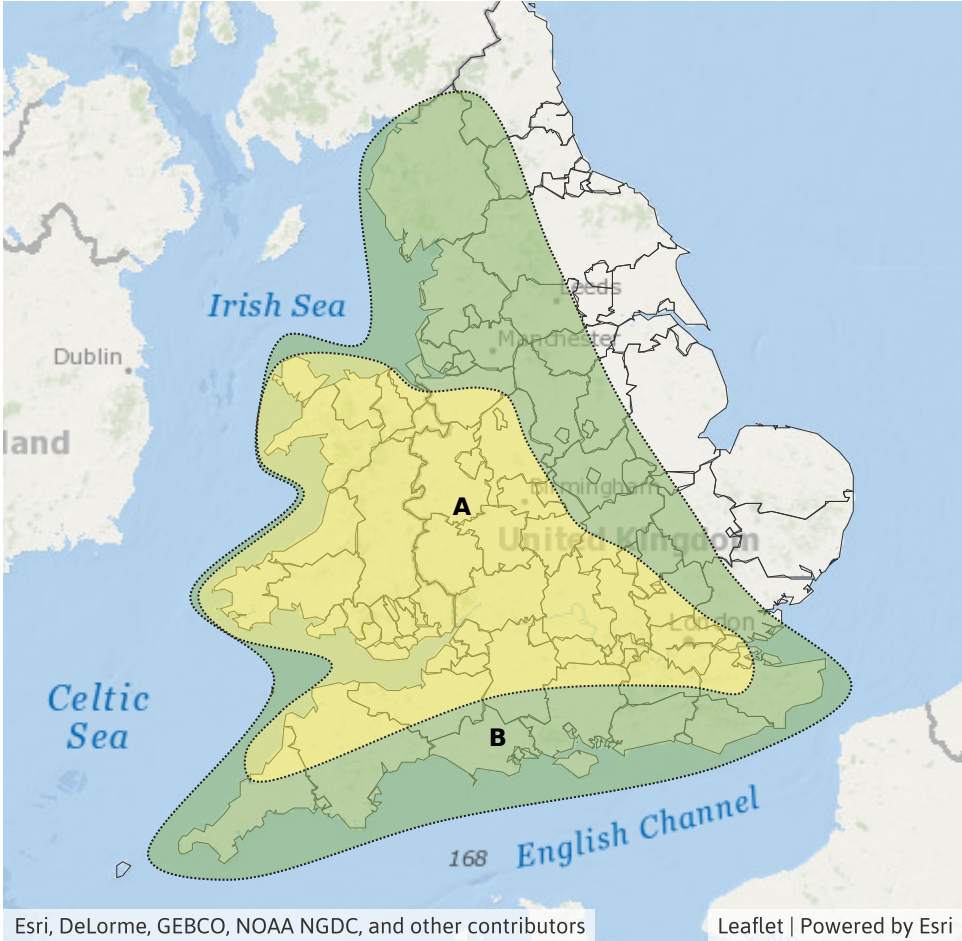 Irish Sea
Leeds
Manchester
Dublin
land
A
Birmingham
United Kingdom
London
Celtic
Sea
B
168
English Channel
Esri, DeLorme, GEBCO, NOAA NGDC, and other contributors
Leaflet | Powered by Esri